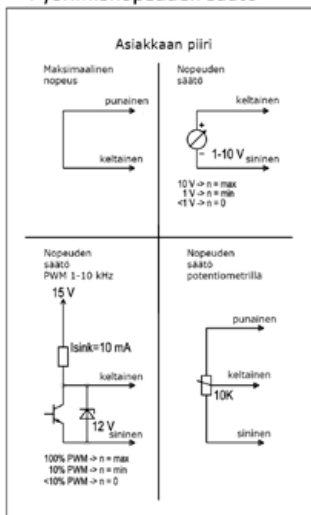 Asiakkaan piiri
Maksimaalinen
nopeus
punainen
keltainen
Nopeuden
säätö
keltainen
1-10 V
sininen
10 V -> n = max
1 V -> n = min
<1 V -> n = 0
Nopeuden
säätö
PWM 1-10 kHz
15 V
Isink=10 mA
keltainen
12 V
sininen
100% PWM -> n = max
10% PWM -> n = min
<10% PWM -> n = 0
Nopeuden
säätö
potentiometrillä
punainen
keltainen
10K
sininen